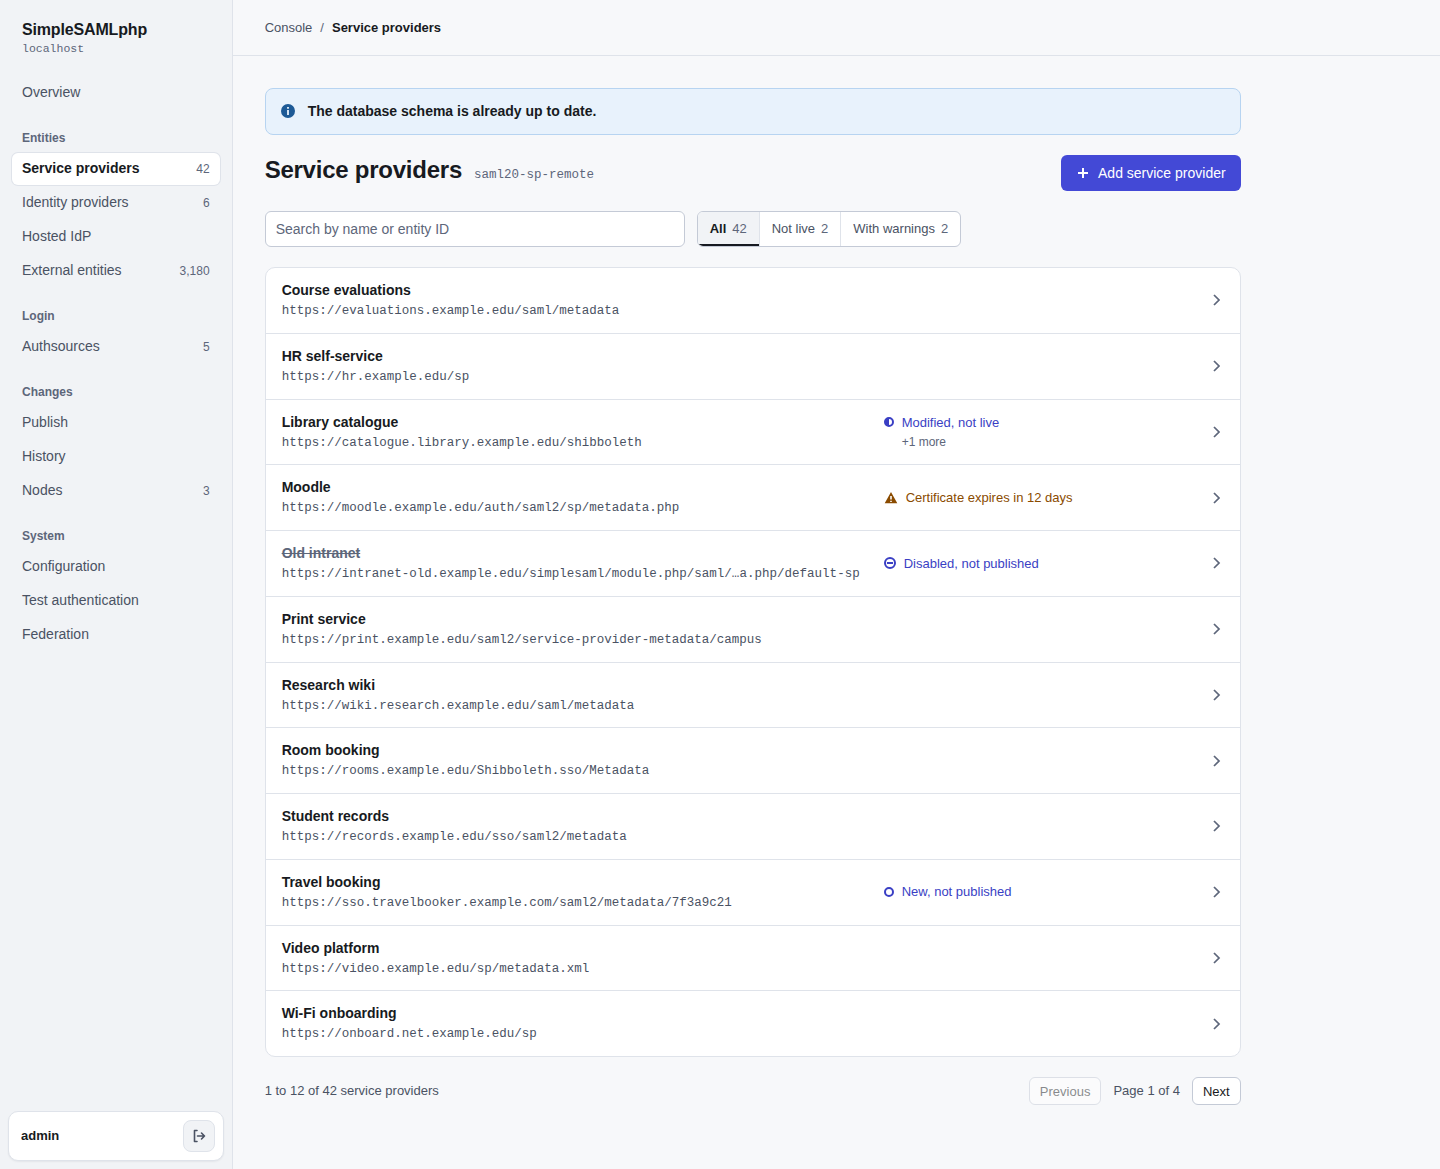 SimpleSAMLphp
localhost
Overview
Entities
Service providers 42
Identity providers 6
Hosted IdP
External entities 3,180
Login
Authsources 5
Changes
Publish
History
Nodes 3
System
Configuration
Test authentication
Federation
admin
Console / Service providers
The database schema is already up to date.
Service providers saml20-sp-remote
Add service provider
Search by name or entity ID
All 42 Not live 2 With warnings 2
Course evaluations
https://evaluations.example.edu/saml/metadata
HR self-service
https://hr.example.edu/sp
Library catalogue
https://catalogue.library.example.edu/shibboleth
Modified, not live
+1 more
Moodle
https://moodle.example.edu/auth/saml2/sp/metadata.php
Certificate expires in 12 days
Old intranet
https://intranet-old.example.edu/simplesaml/module.php/saml/…a.php/default-sp
Disabled, not published
Print service
https://print.example.edu/saml2/service-provider-metadata/campus
Research wiki
https://wiki.research.example.edu/saml/metadata
Room booking
https://rooms.example.edu/Shibboleth.sso/Metadata
Student records
https://records.example.edu/sso/saml2/metadata
Travel booking
https://sso.travelbooker.example.com/saml2/metadata/7f3a9c21
New, not published
Video platform
https://video.example.edu/sp/metadata.xml
Wi-Fi onboarding
https://onboard.net.example.edu/sp
1 to 12 of 42 service providers
Previous Page 1 of 4 Next